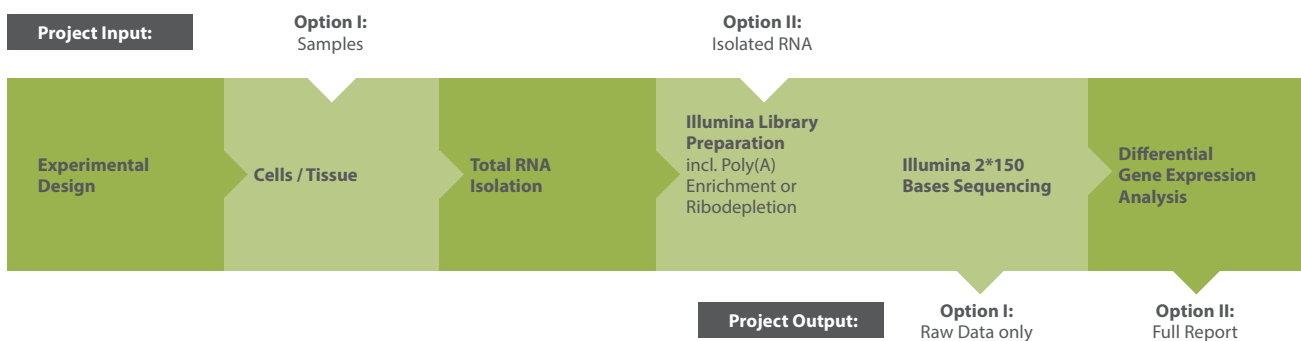 Project Input:
Option I:
Samples
Option II:
Isolated RNA
Experimental
Design
Cells / Tissue
Total RNA
Isolation
Illumina Library
Preparation
incl. Poly(A)
Enrichment or
Ribodepletion
Illumina 2*150
Bases Sequencing
Differential
Gene Expression
Analysis
Project Output:
Option I:
Raw Data only
Option II:
Full Report